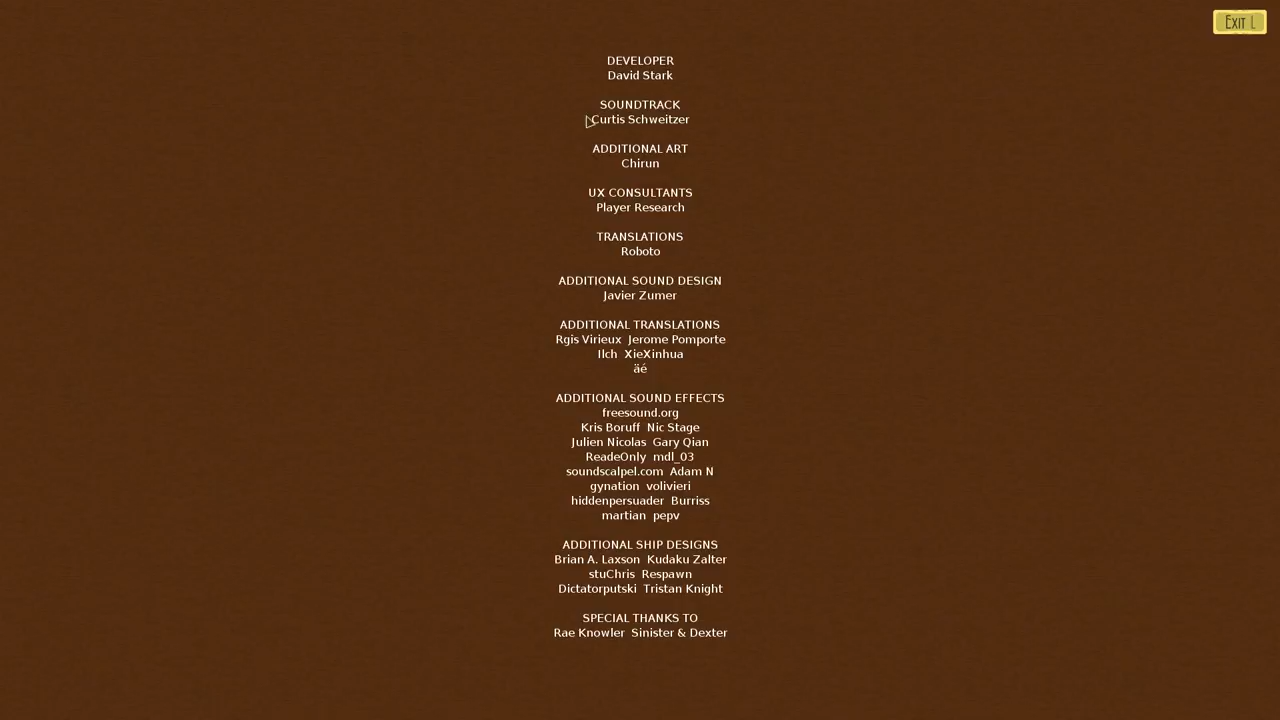 Exit L
DEVELOPER
David Stark
SOUNDTRACK
Curtis Schweitzer
ADDITIONAL ART
Chirun
UX CONSULTANTS
Player Research
TRANSLATIONS
Roboto
ADDITIONAL SOUND DESIGN
Javier Zumer
ADDITIONAL TRANSLATIONS
Rgis Virieux  Jerome Pomporte
Ilch  XieXinhua
äé
ADDITIONAL SOUND EFFECTS
freesound.org
Kris Boruff  Nic Stage
Julien Nicolas  Gary Qian
ReadeOnly  mdl_03
soundscalpel.com  Adam N
gynation  volivieri
hiddenpersuader  Burriss
martian  pepv
ADDITIONAL SHIP DESIGNS
Brian A. Laxson  Kudaku Zalter
stuChris  Respawn
Dictatorputski  Tristan Knight
SPECIAL THANKS TO
Rae Knowler  Sinister & Dexter